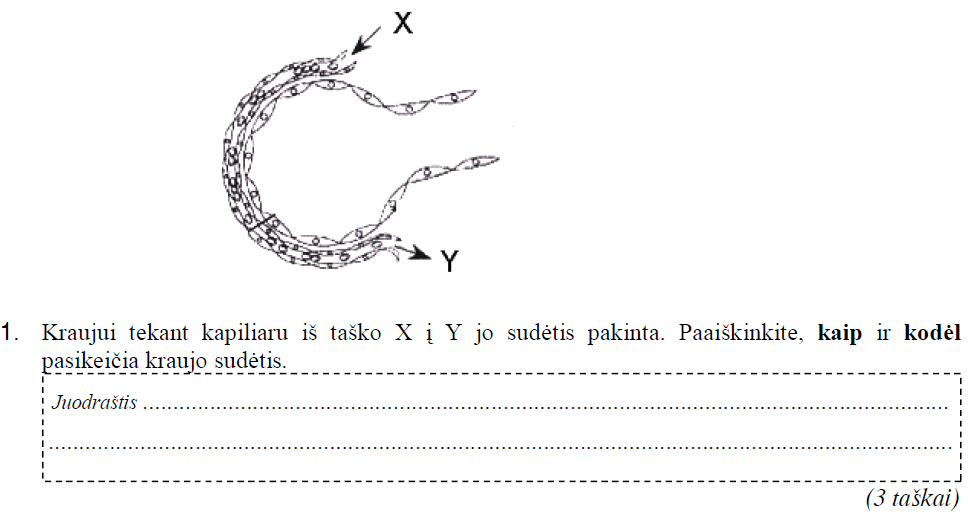 X
Y
1. Kraujui tekant kapiliaru iš taško X į Y jo sudėtis pakinta. Paaiškinkite, kaip ir kodėl
pasikeičia kraujo sudėtis.
Juodraštis ..............................................................................................................
..............................................................................................................
(3 taškai)